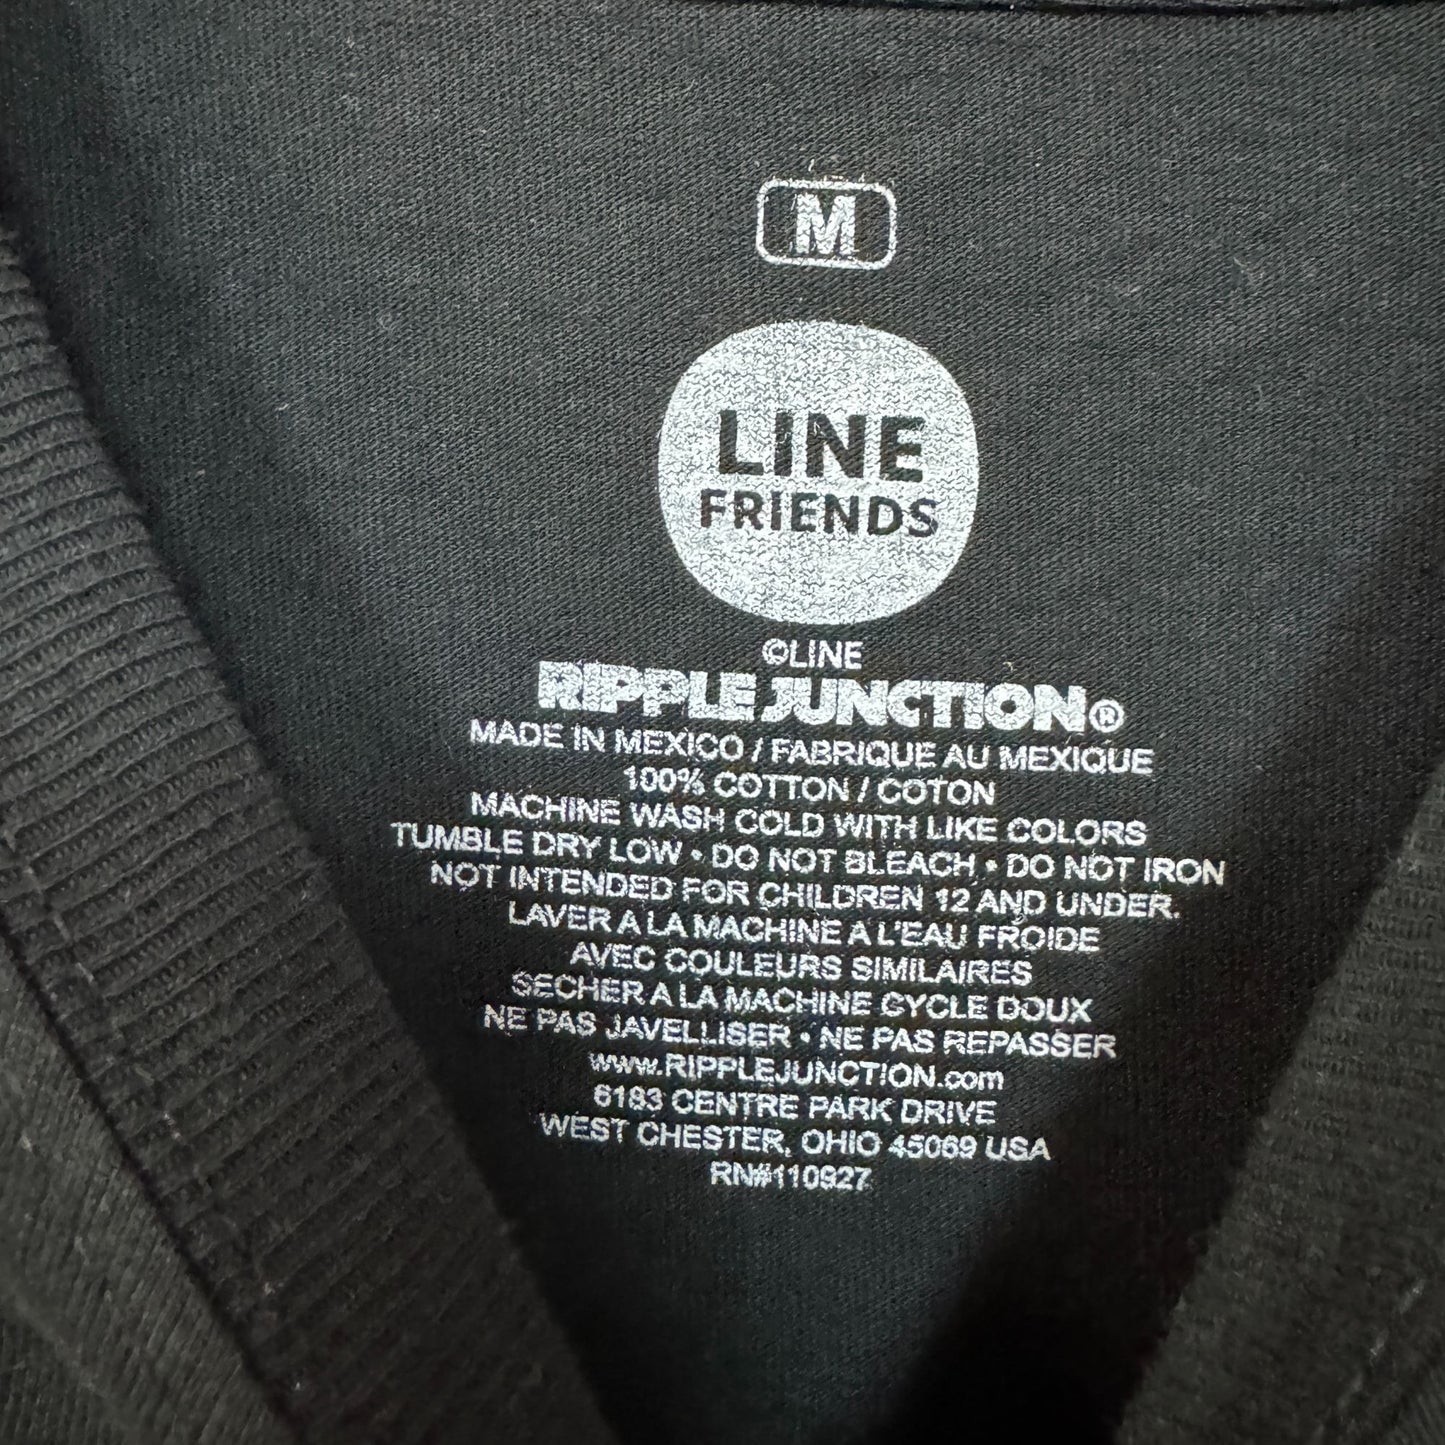 M
LINE
FRIENDS
©LINE
RIPPLE JUNCTION®
MADE IN MEXICO / FABRIQUE AU MEXIQUE
100% COTTON / COTON
MACHINE WASH COLD WITH LIKE COLORS
TUMBLE DRY LOW • DO NOT BLEACH • DO NOT IRON
NOT INTENDED FOR CHILDREN 12 AND UNDER.
LAVER A LA MACHINE A L'EAU FROIDE
AVEC COULEURS SIMILAIRES
SECHER A LA MACHINE CYCLE DOUX
NE PAS JAVELLISER • NE PAS REPASSER
www.RIPPLEJUNCTION.com
6183 CENTRE PARK DRIVE
WEST CHESTER, OHIO 45069 USA
RN#110927